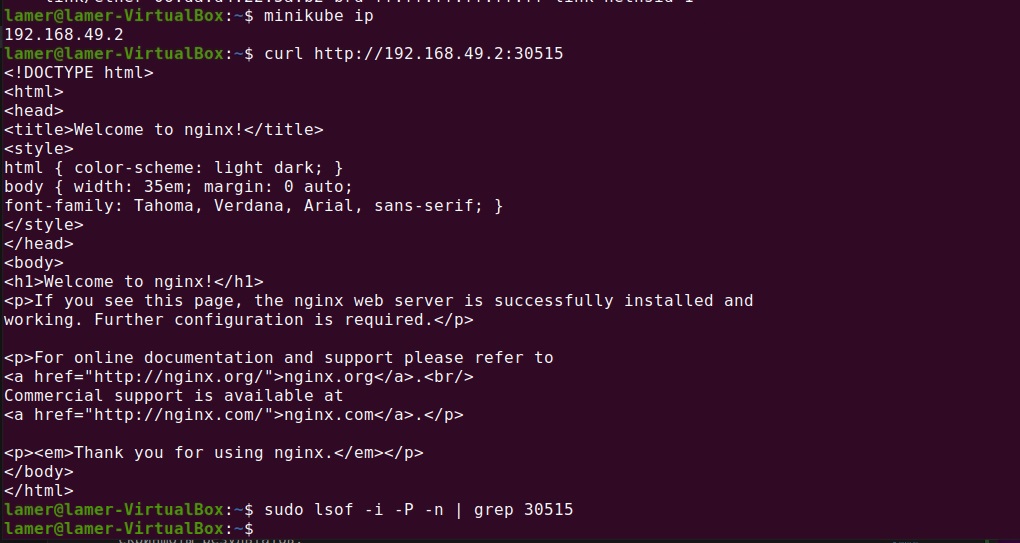 lamer@lamer-VirtualBox:~$ minikube ip
192.168.49.2
lamer@lamer-VirtualBox:~$ curl http://192.168.49.2:30515
<!DOCTYPE html>
<html>
<head>
<title>Welcome to nginx!</title>
<style>
html { color-scheme: light dark; }
body { width: 35em; margin: 0 auto;
font-family: Tahoma, Verdana, Arial, sans-serif; }
</style>
</head>
<body>
<h1>Welcome to nginx!</h1>
<p>If you see this page, the nginx web server is successfully installed and
working. Further configuration is required.</p>

<p>For online documentation and support please refer to
<a href="http://nginx.org/">nginx.org</a>.<br/>
Commercial support is available at
<a href="http://nginx.com/">nginx.com</a>.</p>

<p><em>Thank you for using nginx.</em></p>
</body>
</html>
lamer@lamer-VirtualBox:~$ sudo lsof -i -P -n | grep 30515
lamer@lamer-VirtualBox:~$